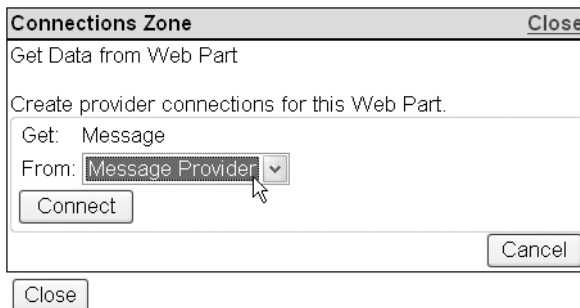 Connections Zone Close
Get Data from Web Part
Create provider connections for this Web Part.
Get: Message
From: Message Provider
Connect
Cancel
Close